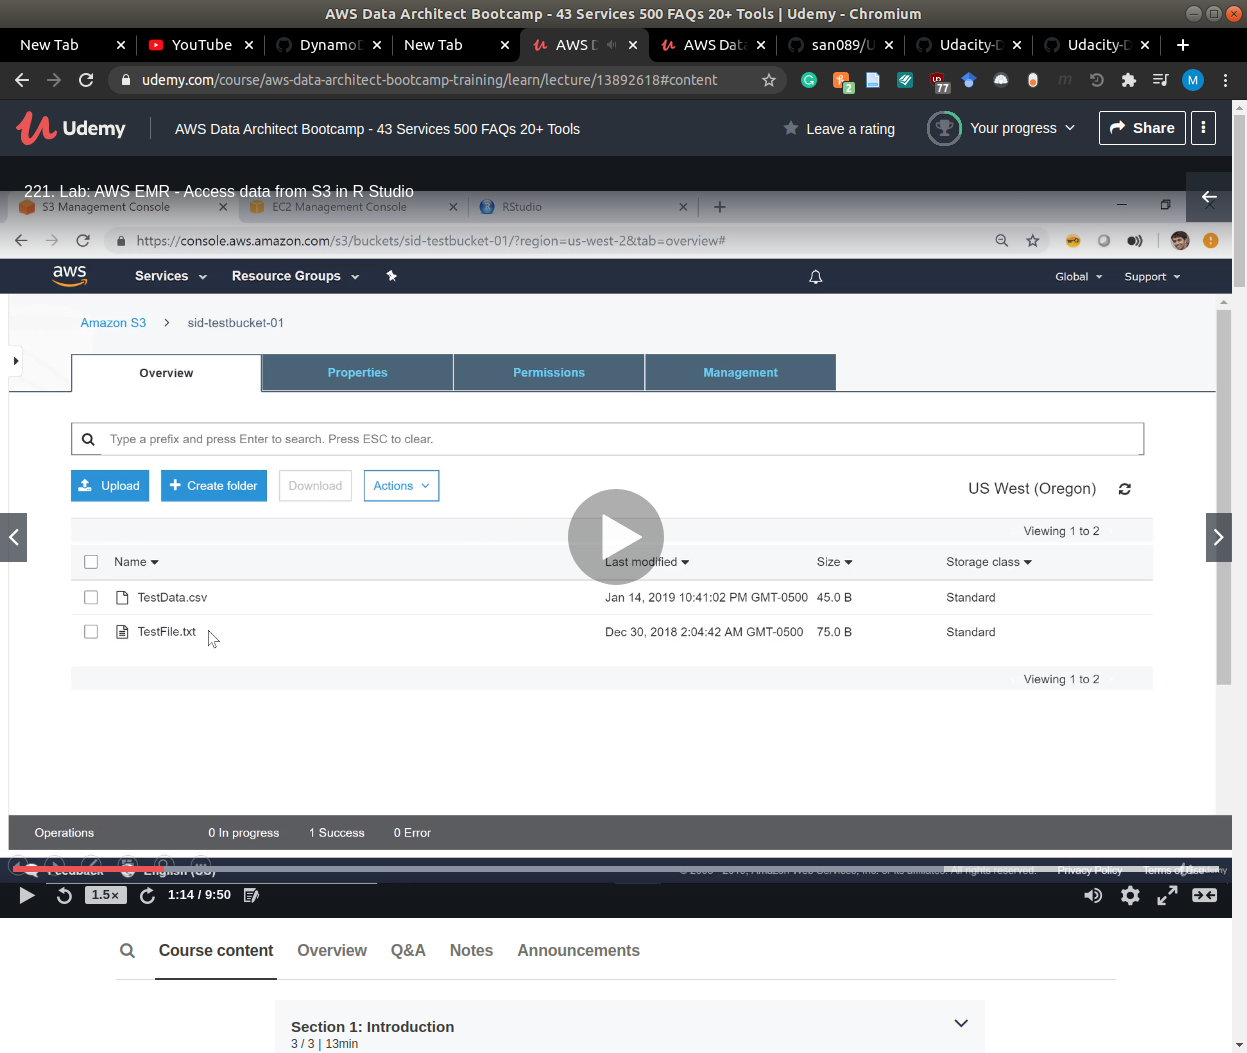 AWS Data Architect Bootcamp - 43 Services 500 FAQs 20+ Tools | Udemy - Chromium
New Tab YouTube New Tab AWS D AWS Data san089/U Udacity-D Udacity-D
udemy.com/course/aws-data-architect-bootcamp-training/learn/lecture/13892618#content 2 77 M
Udemy AWS Data Architect Bootcamp - 43 Services 500 FAQs 20+ Tools Leave a rating Your progress Share
221. Lab: AWS EMR - Access data from S3 in R Studio
S3 Management Console EC2 Management Console RStudio
https://console.aws.amazon.com/s3/buckets/sid-testbucket-01/?region=us-west-2&tab=overview#
aws Services Resource Groups Global Support
Amazon S3 sid-testbucket-01
Overview Properties Permissions Management
Type a prefix and press Enter to search. Press ESC to clear.
Upload Create folder Download Actions US West (Oregon)
Viewing 1 to 2
Name Last modified Size Storage class
TestData.csv Jan 14, 2019 10:41:02 PM GMT-0500 45.0 B Standard
TestFile.txt Dec 30, 2018 2:04:42 AM GMT-0500 75.0 B Standard
Viewing 1 to 2
Operations 0 In progress 1 Success 0 Error
Feedback English (US) Privacy Policy Terms of Use
1.5× 1:14 / 9:50
Course content Overview Q&A Notes Announcements
Section 1: Introduction
3 / 3 | 13min